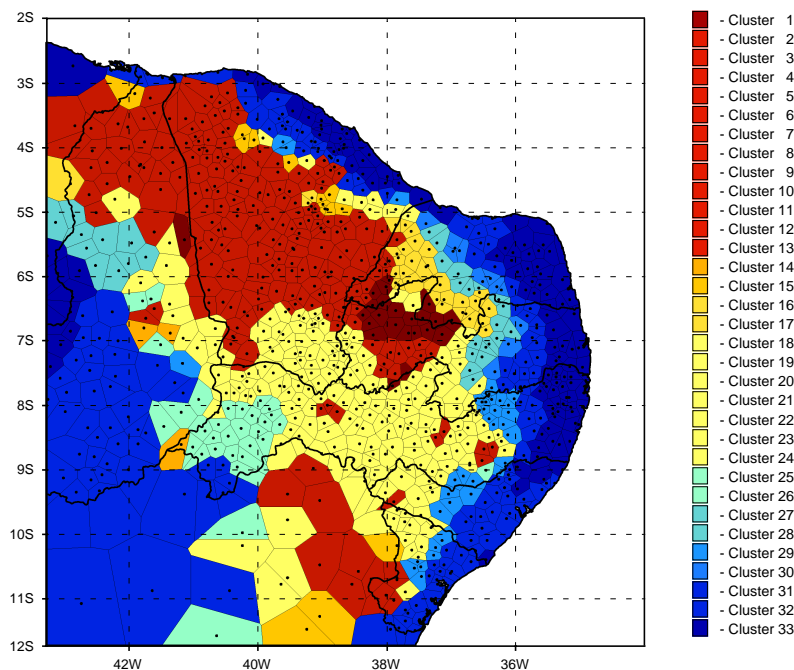 2S
3S
4S
5S
6S
7S
8S
9S
10S
11S
12S
42W
40W
38W
36W
- Cluster 1
- Cluster 2
- Cluster 3
- Cluster 4
- Cluster 5
- Cluster 6
- Cluster 7
- Cluster 8
- Cluster 9
- Cluster 10
- Cluster 11
- Cluster 12
- Cluster 13
- Cluster 14
- Cluster 15
- Cluster 16
- Cluster 17
- Cluster 18
- Cluster 19
- Cluster 20
- Cluster 21
- Cluster 22
- Cluster 23
- Cluster 24
- Cluster 25
- Cluster 26
- Cluster 27
- Cluster 28
- Cluster 29
- Cluster 30
- Cluster 31
- Cluster 32
- Cluster 33